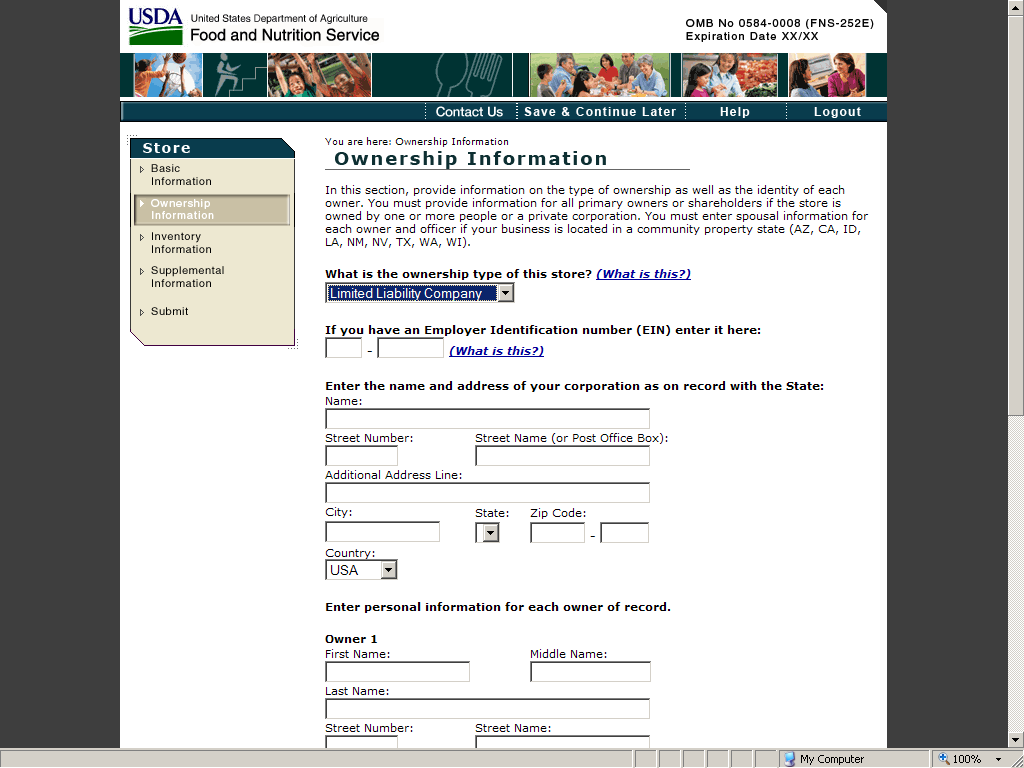 USDA
United States Department of Agriculture
Food and Nutrition Service
OMB No 0584-0008 (FNS-252E)
Expiration Date XX/XX
Contact Us
Save & Continue Later
Help
Logout
Store
Basic
Information
Ownership
Information
Inventory
Information
Supplemental
Information
Submit
You are here: Ownership Information
Ownership Information
In this section, provide information on the type of ownership as well as the identity of each
owner. You must provide information for all primary owners or shareholders if the store is
owned by one or more people or a private corporation. You must enter spousal information for
each owner and officer if your business is located in a community property state (AZ, CA, ID,
LA, NM, NV, TX, WA, WI).
What is the ownership type of this store? (What is this?)
Limited Liability Company
If you have an Employer Identification number (EIN) enter it here:
- (What is this?)
Enter the name and address of your corporation as on record with the State:
Name:
Street Number: Street Name (or Post Office Box):
Additional Address Line:
City: State: Zip Code:
-
Country:
USA
Enter personal information for each owner of record.
Owner 1
First Name: Middle Name:
Last Name:
Street Number: Street Name:
My Computer
100%